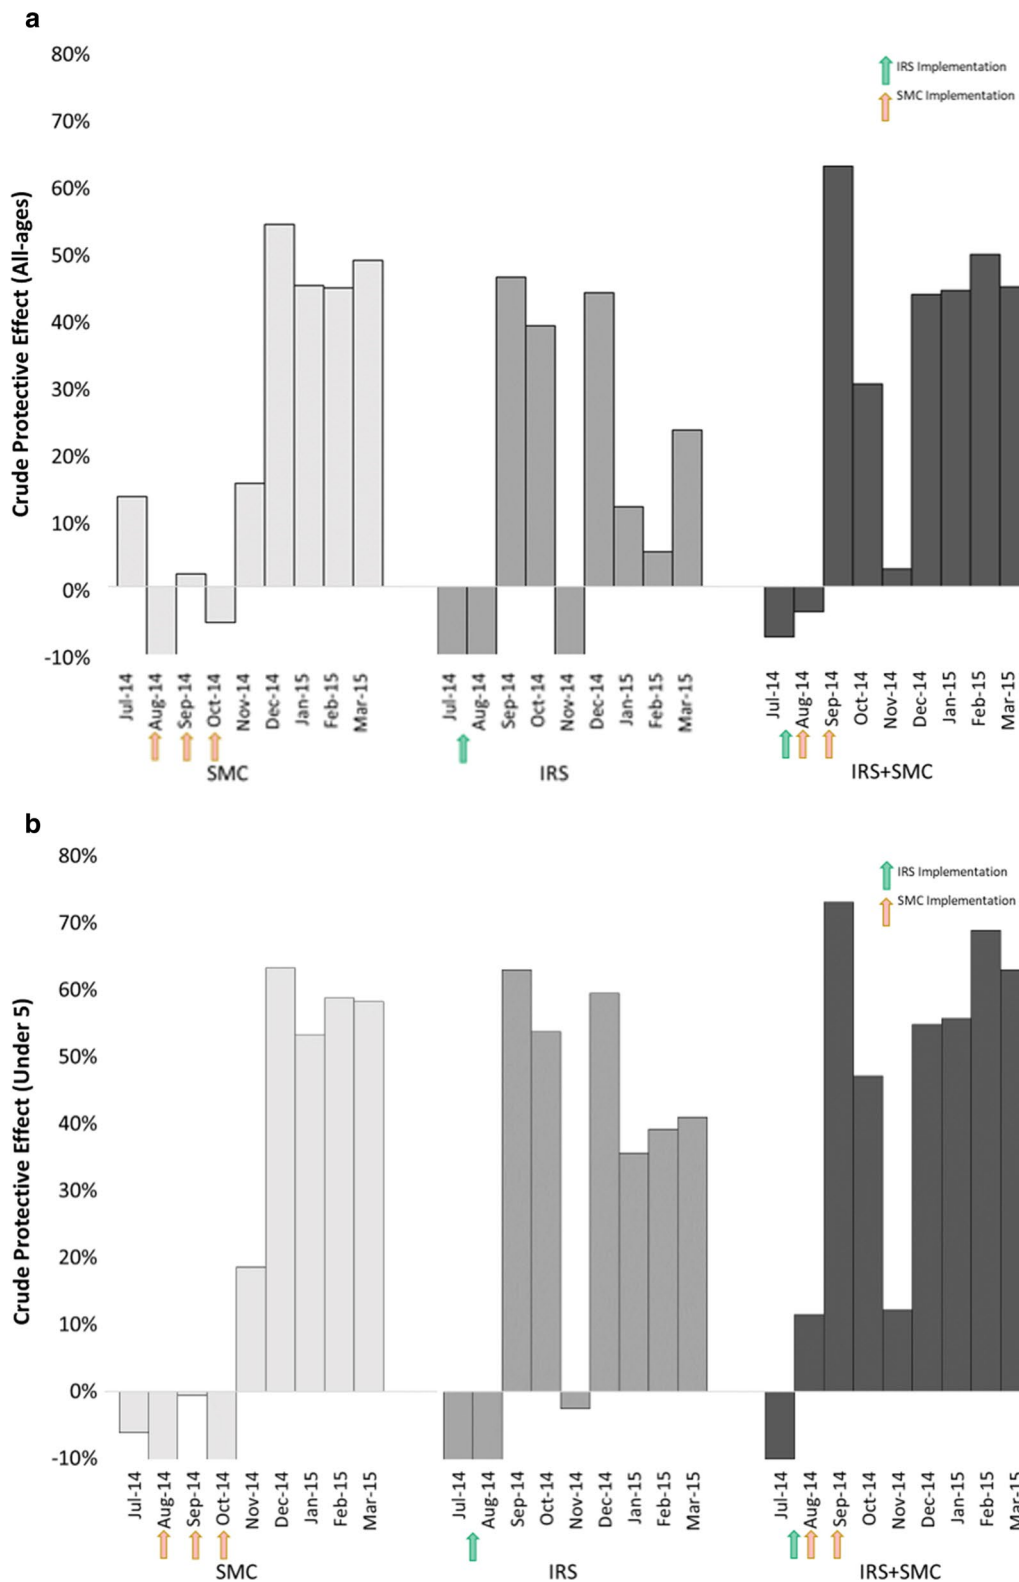 a
Crude Protective Effect (All-ages)
80%
70%
60%
50%
40%
30%
20%
10%
0%
-10%
IRS Implementation
SMC Implementation
Jul-14
Aug-14
Sep-14
Oct-14
Nov-14
Dec-14
Jan-15
Feb-15
Mar-15
Jul-14
Aug-14
Sep-14
Oct-14
Nov-14
Dec-14
Jan-15
Feb-15
Mar-15
Jul-14
Aug-14
Sep-14
Oct-14
Nov-14
Dec-14
Jan-15
Feb-15
Mar-15
SMC
IRS
IRS+SMC
b
Crude Protective Effect (Under 5)
80%
70%
60%
50%
40%
30%
20%
10%
0%
-10%
IRS Implementation
SMC Implementation
Jul-14
Aug-14
Sep-14
Oct-14
Nov-14
Dec-14
Jan-15
Feb-15
Mar-15
Jul-14
Aug-14
Sep-14
Oct-14
Nov-14
Dec-14
Jan-15
Feb-15
Mar-15
Jul-14
Aug-14
Sep-14
Oct-14
Nov-14
Dec-14
Jan-15
Feb-15
Mar-15
SMC
IRS
IRS+SMC